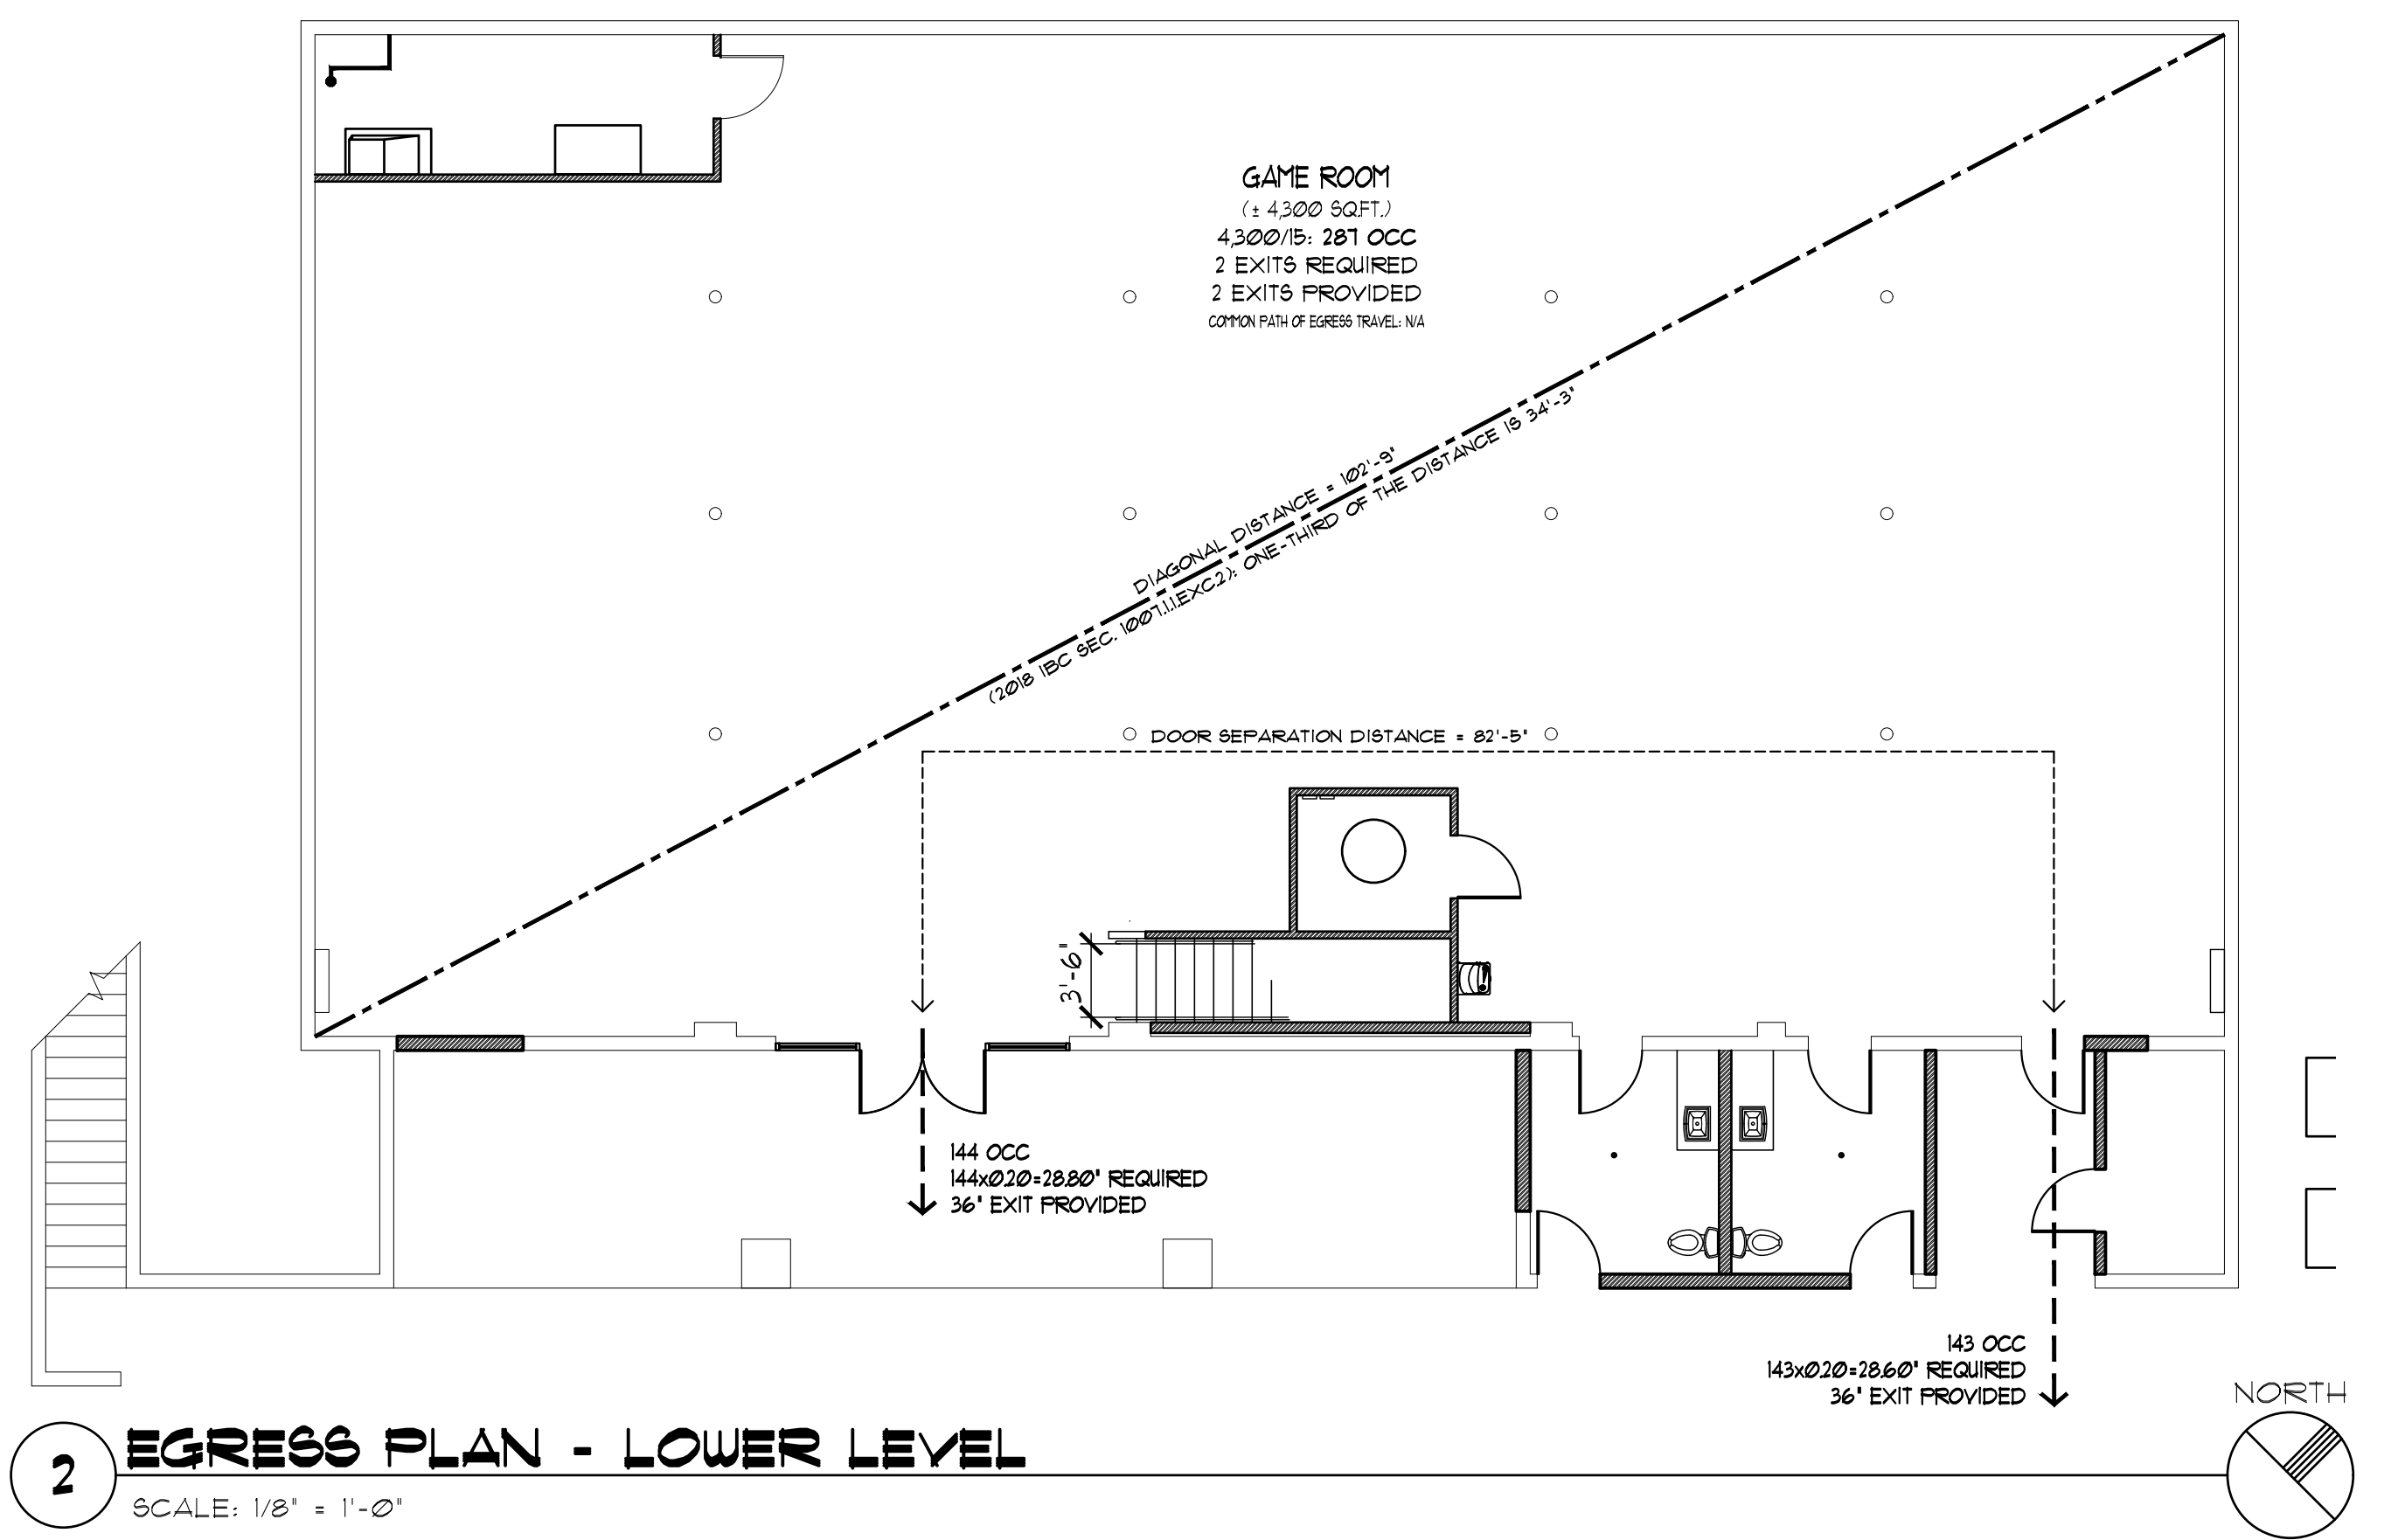 GAME ROOM
(± 4,300 SQ.FT.)
4,300/15: 287 OCC
2 EXITS REQUIRED
2 EXITS PROVIDED
COMMON PATH OF EGRESS TRAVEL: N/A
DIAGONAL DISTANCE = 102'-9"
(2018 IBC SEC. 1007.1.1.EXC.2): ONE-THIRD OF THE DISTANCE IS 34'-3"
DOOR SEPARATION DISTANCE = 82'-5"
3'-6"
144 OCC
144x0.20=28.80" REQUIRED
36" EXIT PROVIDED
143 OCC
143x0.20=28.60" REQUIRED
36" EXIT PROVIDED
NORTH
2
EGRESS PLAN - LOWER LEVEL
SCALE: 1/8" = 1'-0"